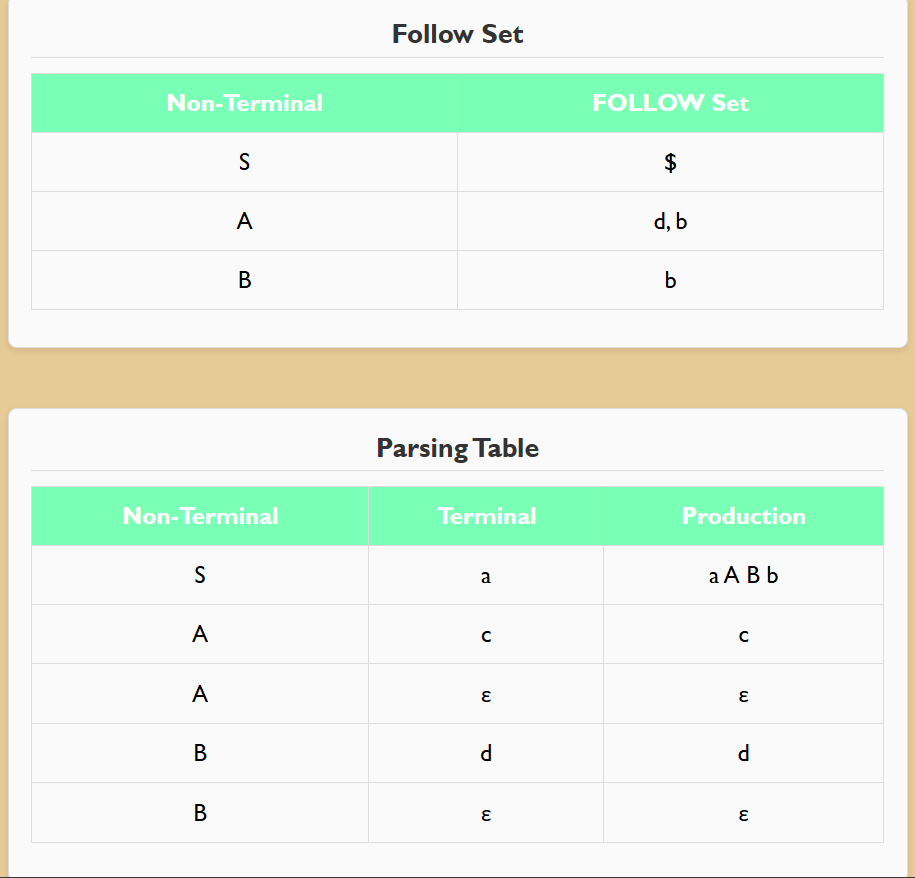 Follow Set
Non-Terminal FOLLOW Set
S $
A d, b
B b
Parsing Table
Non-Terminal Terminal Production
S a a A B b
A c c
A ε ε
B d d
B ε ε